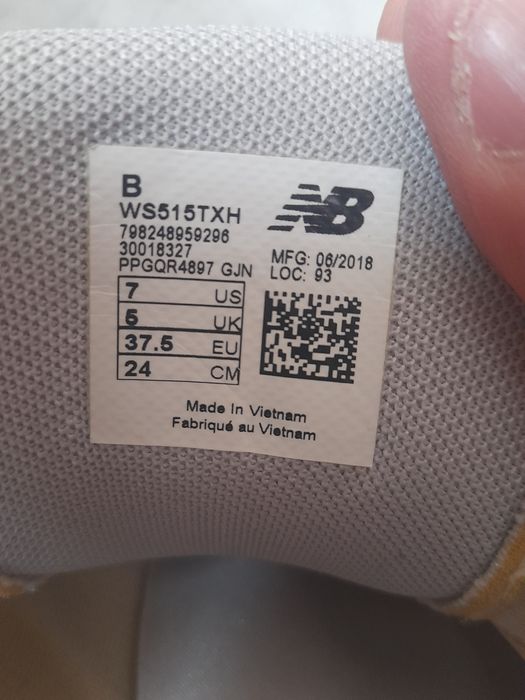 B
WS515TXH
798248959296
30018327
PPGQR4897 GJN
NB
MFG: 06/2018
LOC: 93
7 US
5 UK
37.5 EU
24 CM
Made In Vietnam
Fabriqué au Vietnam